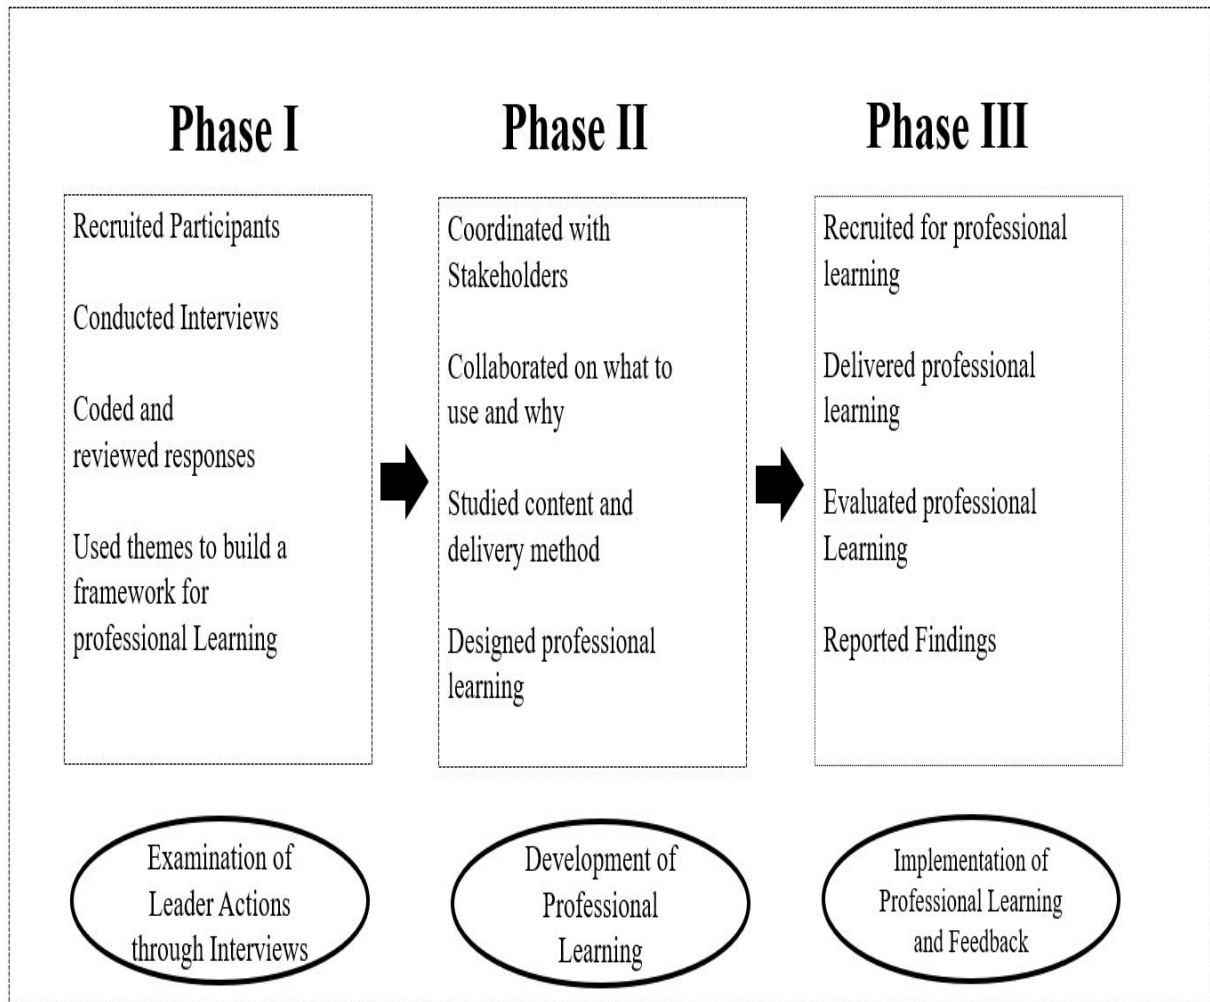 Phase I
Recruited Participants
Conducted Interviews
Coded and
reviewed responses
Used themes to build a
framework for
professional Learning
Examination of
Leader Actions
through Interviews
Phase II
Coordinated with
Stakeholders
Collaborated on what to
use and why
Studied content and
delivery method
Designed professional
learning
Development of
Professional
Learning
Phase III
Recruited for professional
learning
Delivered professional
learning
Evaluated professional
Learning
Reported Findings
Implementation of
Professional Learning
and Feedback